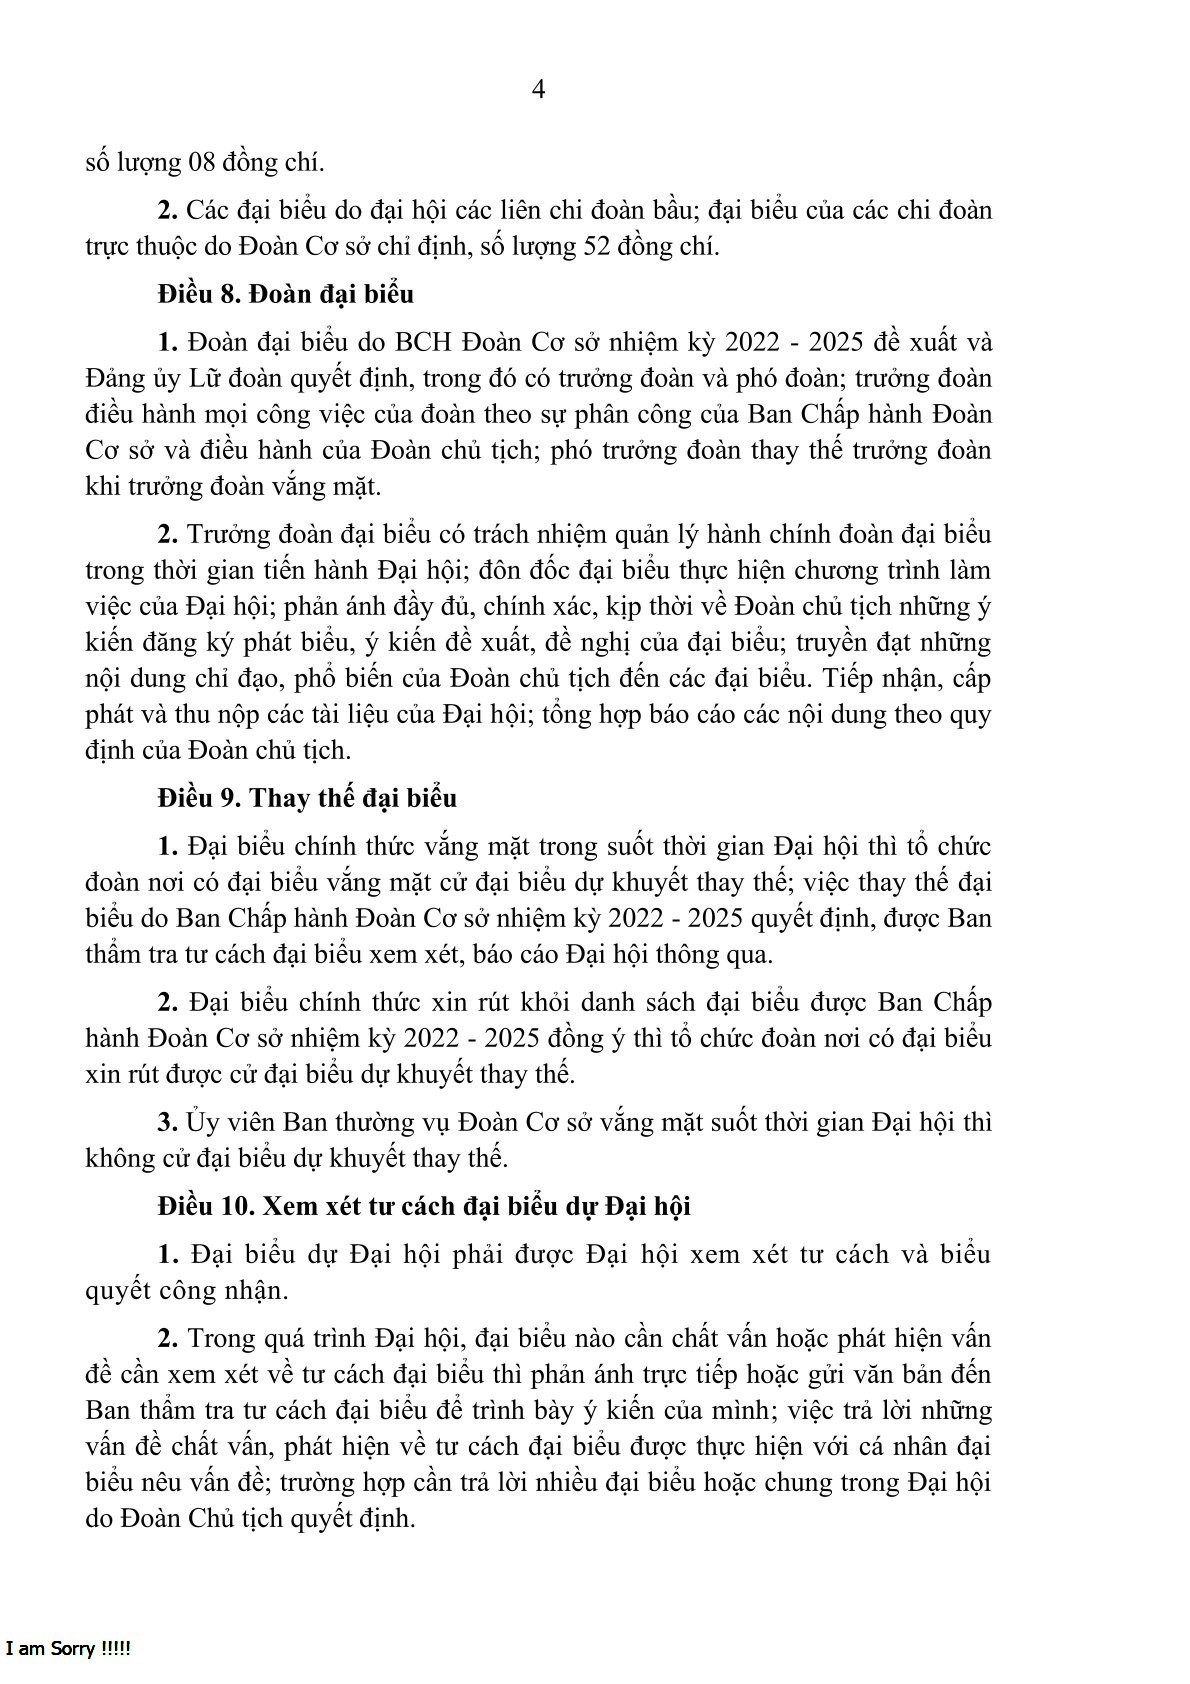 4
số lượng 08 đồng chí.
2. Các đại biểu do đại hội các liên chi đoàn bầu; đại biểu của các chi đoàn
trực thuộc do Đoàn Cơ sở chỉ định, số lượng 52 đồng chí.
Điều 8. Đoàn đại biểu
1. Đoàn đại biểu do BCH Đoàn Cơ sở nhiệm kỳ 2022 - 2025 đề xuất và
Đảng ủy Lữ đoàn quyết định, trong đó có trưởng đoàn và phó đoàn; trưởng đoàn
điều hành mọi công việc của đoàn theo sự phân công của Ban Chấp hành Đoàn
Cơ sở và điều hành của Đoàn chủ tịch; phó trưởng đoàn thay thế trưởng đoàn
khi trưởng đoàn vắng mặt.
2. Trưởng đoàn đại biểu có trách nhiệm quản lý hành chính đoàn đại biểu
trong thời gian tiến hành Đại hội; đôn đốc đại biểu thực hiện chương trình làm
việc của Đại hội; phản ánh đầy đủ, chính xác, kịp thời về Đoàn chủ tịch những ý
kiến đăng ký phát biểu, ý kiến đề xuất, đề nghị của đại biểu; truyền đạt những
nội dung chỉ đạo, phổ biến của Đoàn chủ tịch đến các đại biểu. Tiếp nhận, cấp
phát và thu nộp các tài liệu của Đại hội; tổng hợp báo cáo các nội dung theo quy
định của Đoàn chủ tịch.
Điều 9. Thay thế đại biểu
1. Đại biểu chính thức vắng mặt trong suốt thời gian Đại hội thì tổ chức
đoàn nơi có đại biểu vắng mặt cử đại biểu dự khuyết thay thế; việc thay thế đại
biểu do Ban Chấp hành Đoàn Cơ sở nhiệm kỳ 2022 - 2025 quyết định, được Ban
thẩm tra tư cách đại biểu xem xét, báo cáo Đại hội thông qua.
2. Đại biểu chính thức xin rút khỏi danh sách đại biểu được Ban Chấp
hành Đoàn Cơ sở nhiệm kỳ 2022 - 2025 đồng ý thì tổ chức đoàn nơi có đại biểu
xin rút được cử đại biểu dự khuyết thay thế.
3. Ủy viên Ban thường vụ Đoàn Cơ sở vắng mặt suốt thời gian Đại hội thì
không cử đại biểu dự khuyết thay thế.
Điều 10. Xem xét tư cách đại biểu dự Đại hội
1. Đại biểu dự Đại hội phải được Đại hội xem xét tư cách và biểu
quyết công nhận.
2. Trong quá trình Đại hội, đại biểu nào cần chất vấn hoặc phát hiện vấn
đề cần xem xét về tư cách đại biểu thì phản ánh trực tiếp hoặc gửi văn bản đến
Ban thẩm tra tư cách đại biểu để trình bày ý kiến của mình; việc trả lời những
vấn đề chất vấn, phát hiện về tư cách đại biểu được thực hiện với cá nhân đại
biểu nêu vấn đề; trường hợp cần trả lời nhiều đại biểu hoặc chung trong Đại hội
do Đoàn Chủ tịch quyết định.
I am Sorry !!!!!